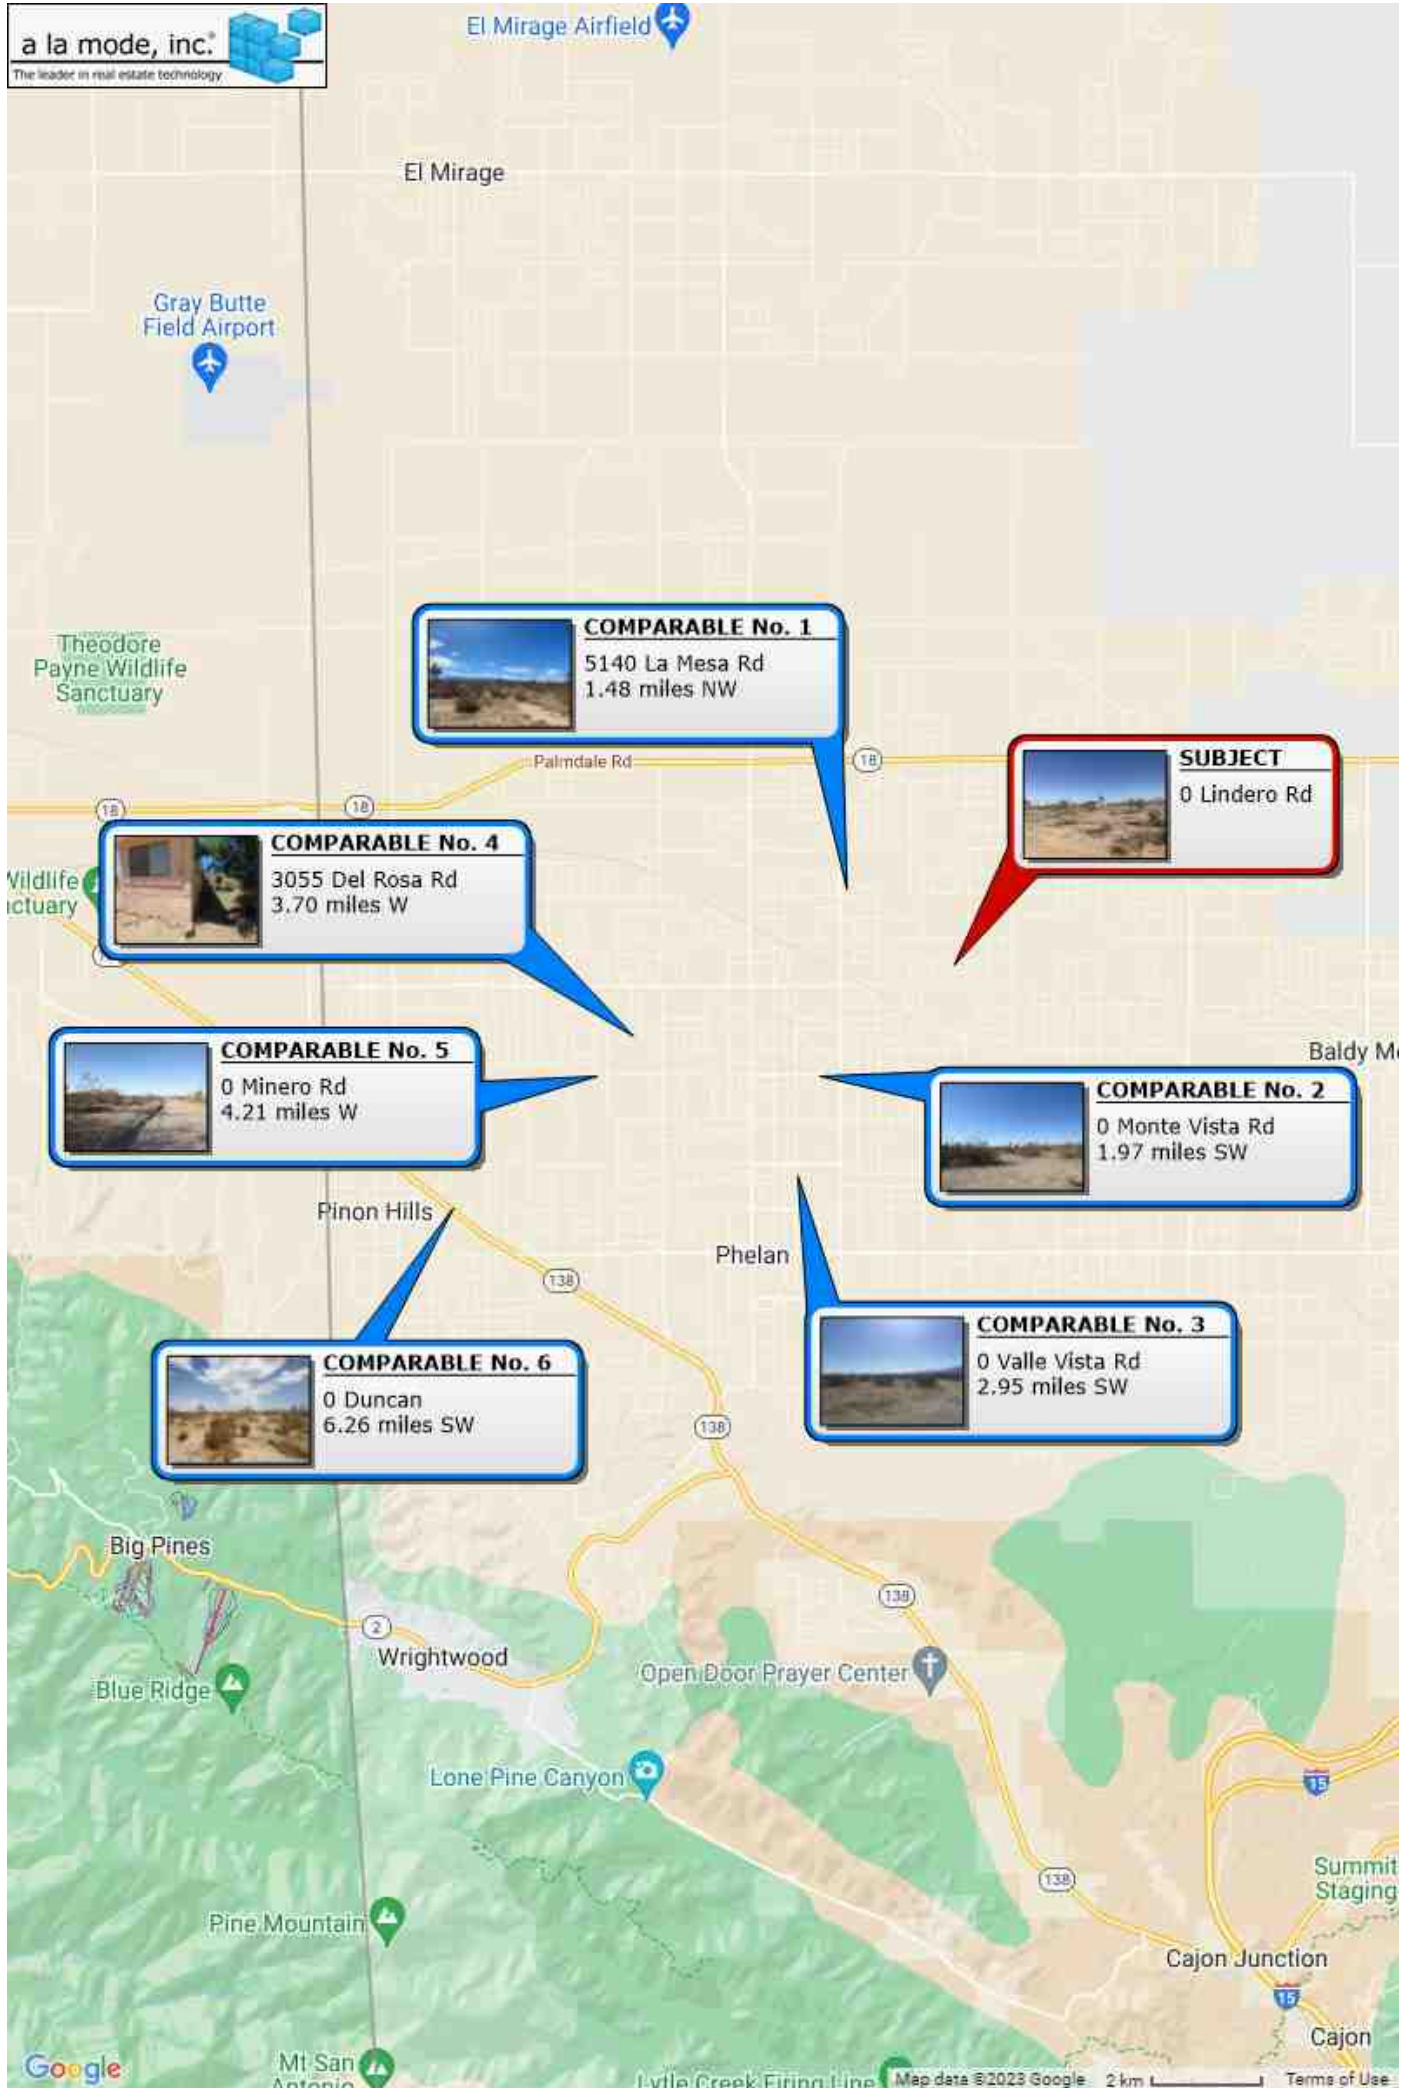 a la mode, inc.®
The leader in real estate technology
El Mirage Airfield
El Mirage
Gray Butte
Field Airport
Theodore
Payne Wildlife
Sanctuary
COMPARABLE No. 1
5140 La Mesa Rd
1.48 miles NW
Palmdale Rd
18
SUBJECT
0 Lindero Rd
18
18
COMPARABLE No. 4
3055 Del Rosa Rd
3.70 miles W
Wildlife
COMPARABLE No. 5
0 Minero Rd
4.21 miles W
Baldy
COMPARABLE No. 2
0 Monte Vista Rd
1.97 miles SW
Pinon Hills
Phelan
138
COMPARABLE No. 3
0 Valle Vista Rd
2.95 miles SW
COMPARABLE No. 6
0 Duncan
6.26 miles SW
138
Big Pines
138
2
Wrightwood
Open Door Prayer Center
Blue Ridge
Lone Pine Canyon
15
Summit
Staging
138
Pine Mountain
Cajon Junction
15
Cajon
Google
Mt San
Antonio
Lytle Creek Firing Line
Map data ©2023 Google
2 km
Terms of Use